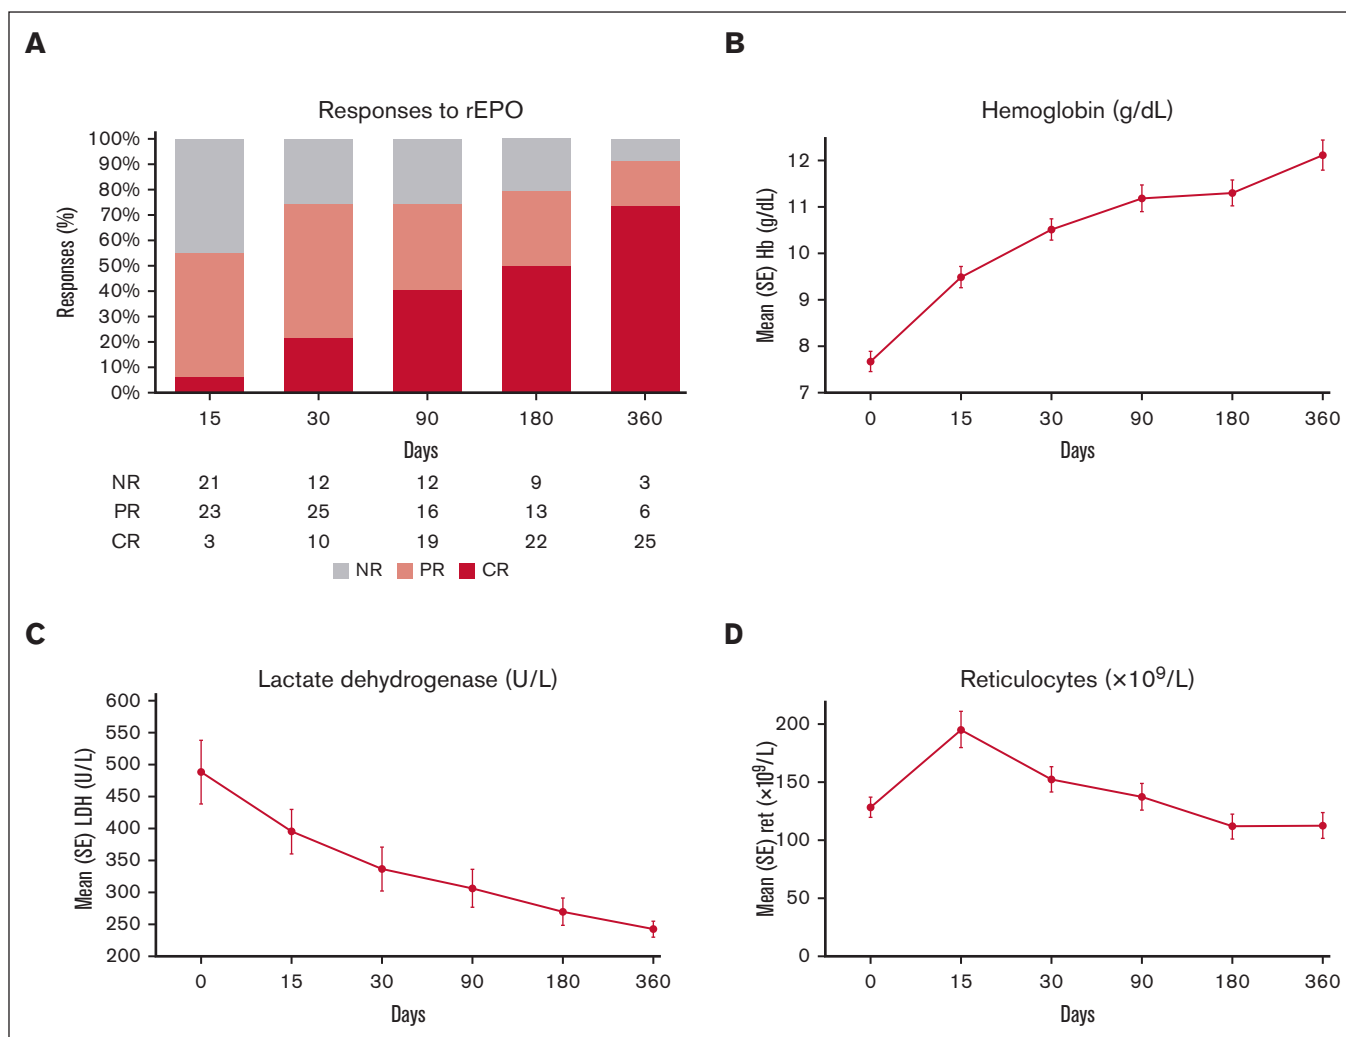 A
Responses to rEPO
Responses (%)
100%
90%
80%
70%
60%
50%
40%
30%
20%
10%
0%
15 30 90 180 360
Days
NR 21 12 12 9 3
PR 23 25 16 13 6
CR 3 10 19 22 25
NR PR CR
B
Hemoglobin (g/dL)
Mean (SE) Hb (g/dL)
12
11
10
9
8
7
0 15 30 90 180 360
Days
C
Lactate dehydrogenase (U/L)
Mean (SE) LDH (U/L)
600
550
500
450
400
350
300
250
200
0 15 30 90 180 360
Days
D
Reticulocytes (×10⁹/L)
Mean (SE) ret (×10⁹/L)
200
150
100
50
0
0 15 30 90 180 360
Days